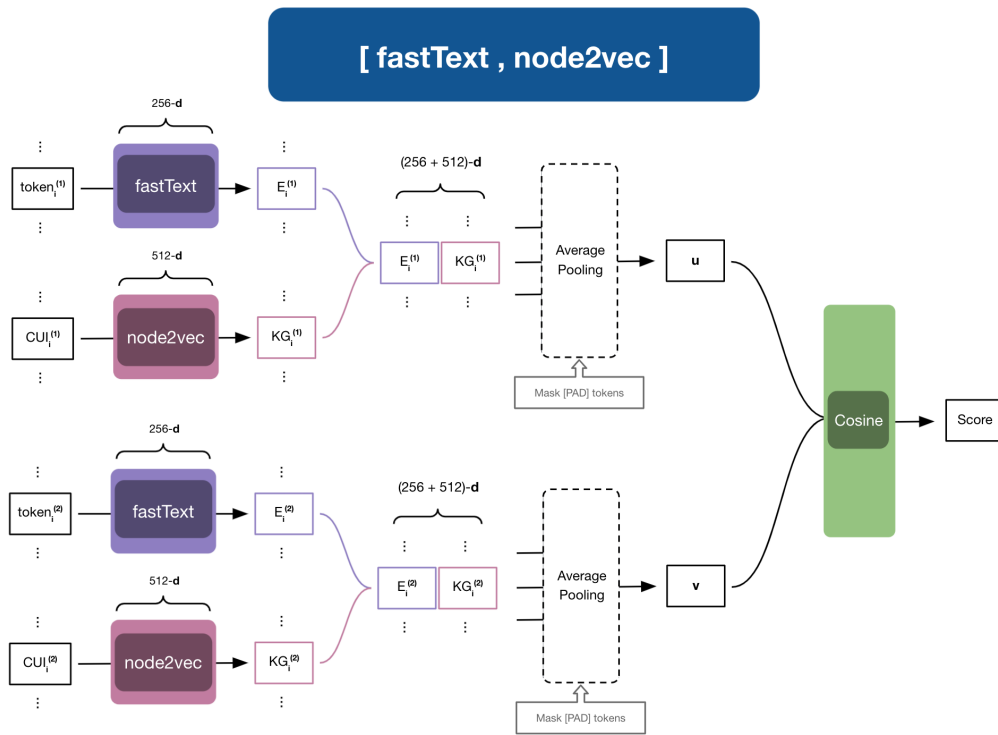 [ fastText , node2vec ]
256-d
token_i^(1)
fastText
E_i^(1)
(256 + 512)-d
512-d
CUI_i^(1)
node2vec
KG_i^(1)
E_i^(1) KG_i^(1)
Average
Pooling
u
Mask [PAD] tokens
Cosine
Score
256-d
token_i^(2)
fastText
E_i^(2)
(256 + 512)-d
512-d
CUI_i^(2)
node2vec
KG_i^(2)
E_i^(2) KG_i^(2)
Average
Pooling
v
Mask [PAD] tokens